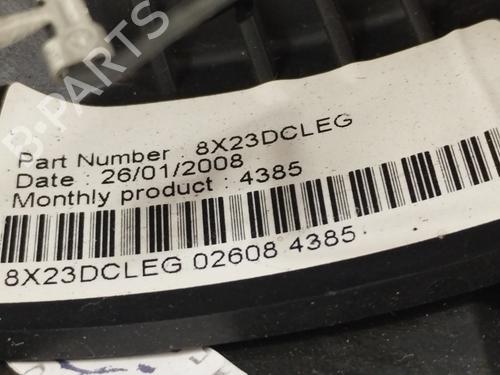 B-PARTS
Part Number 8X23DCLEG
Date : 26/01/2008
Monthly product : 4385
8X23DCLEG 02608 4385